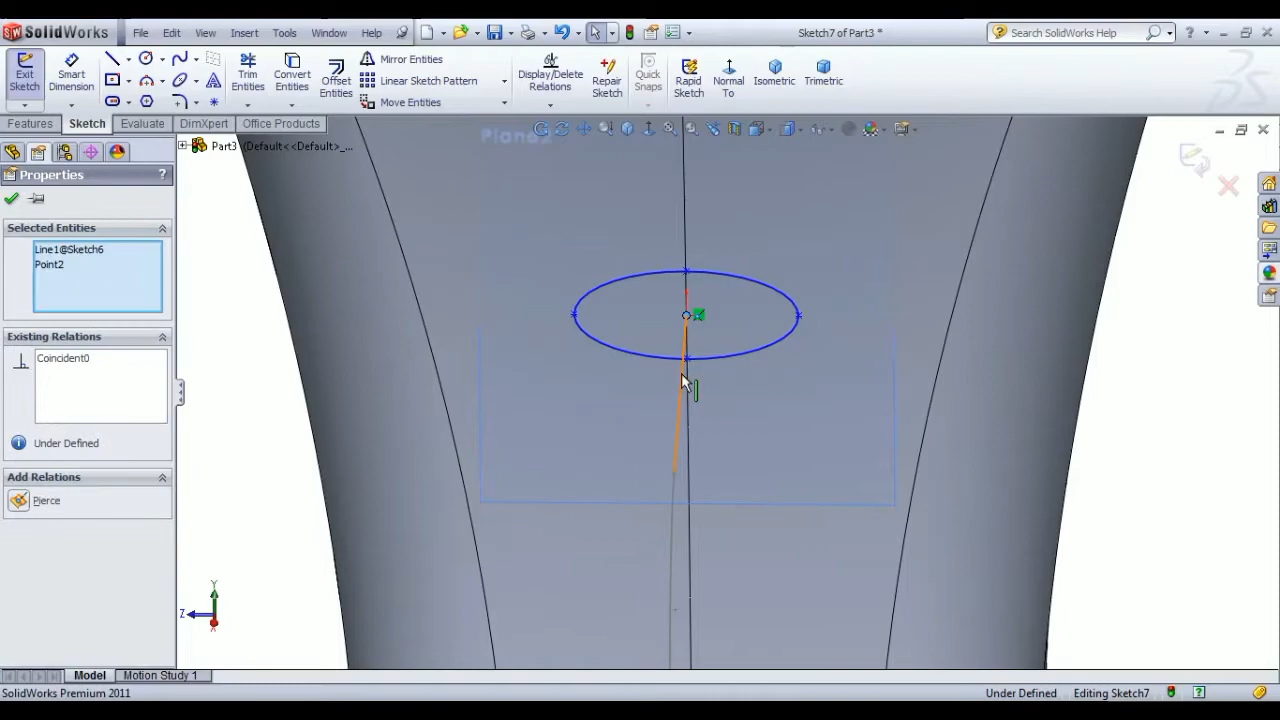 SolidWorks File Edit View Insert Tools Window Help Sketch7 of Part3 * Search SolidWorks Help
Exit Sketch
Smart Dimension
Trim Entities
Convert Entities
Offset Entities
Mirror Entities
Linear Sketch Pattern
Move Entities
Display/Delete Relations
Repair Sketch
Quick Snaps
Rapid Sketch
Normal To
Isometric
Trimetric
Features Sketch Evaluate DimXpert Office Products
Part3 (Default<<Default>_...
Properties ?
Selected Entities
Line1@Sketch6
Point2
Existing Relations
Coincident0
Under Defined
Add Relations
Pierce
Y
Z
X
Model Motion Study 1
SolidWorks Premium 2011 Under Defined Editing Sketch7